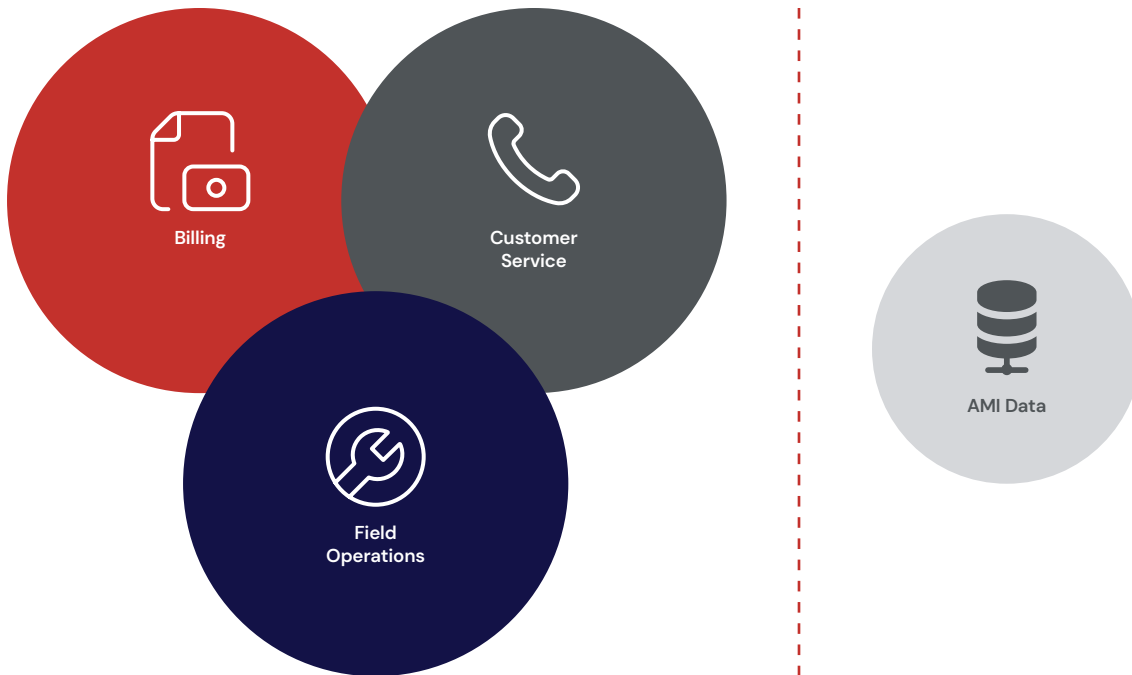 Billing
Customer
Service
AMI Data
Field
Operations